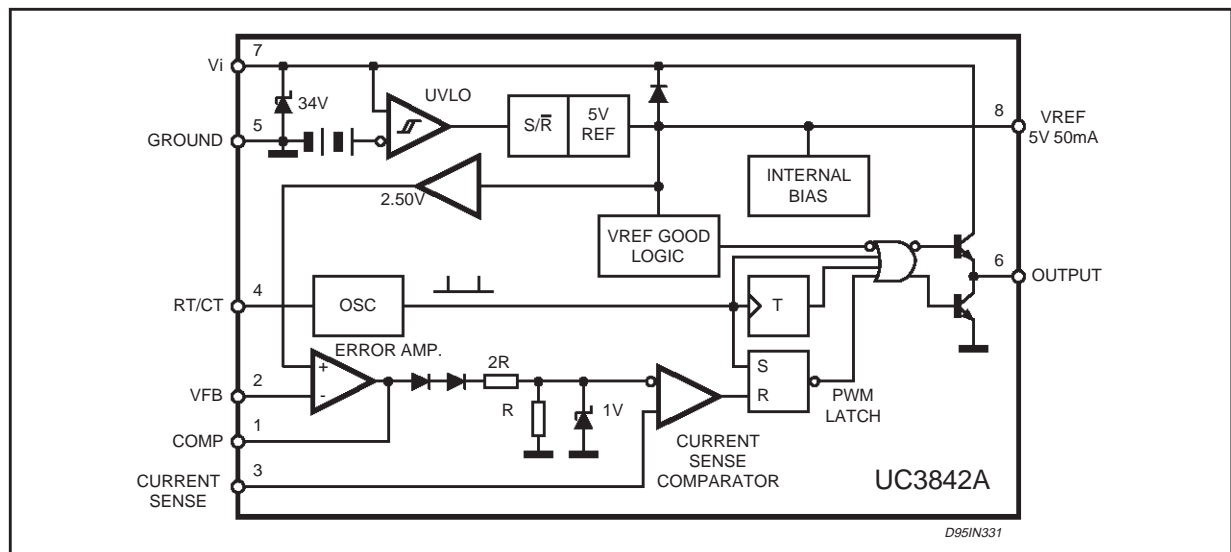 7
Vi
34V
UVLO
S/R̅
5V
REF
8
VREF
5V 50mA
5
GROUND
INTERNAL
BIAS
2.50V
VREF GOOD
LOGIC
6
OUTPUT
4
RT/CT
OSC
T
ERROR AMP.
2R
S
R
+
-
2
VFB
R
1V
PWM
LATCH
1
COMP
CURRENT
SENSE
COMPARATOR
3
CURRENT
SENSE
UC3842A
D95IN331